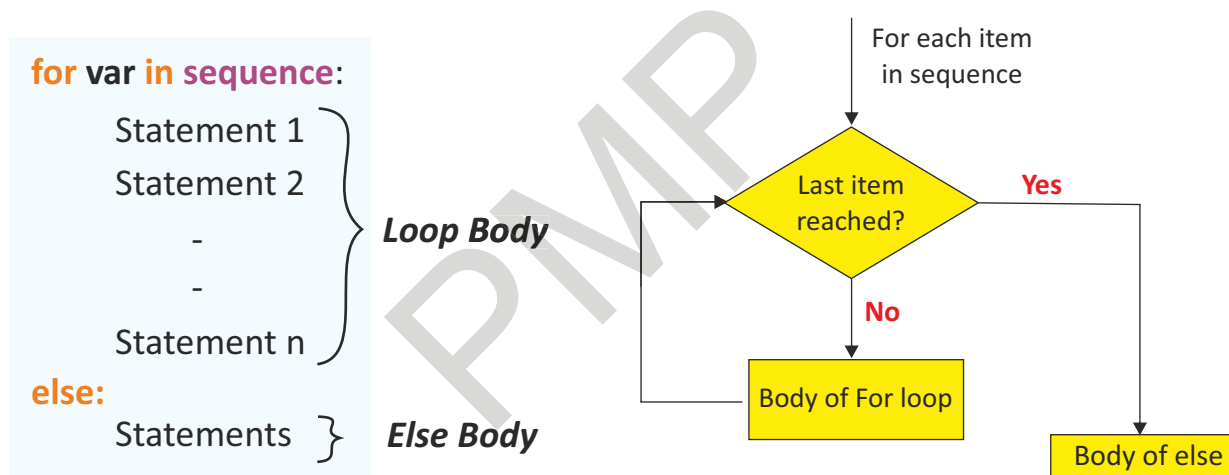 for var in sequence:
Statement 1
Statement 2
-
-
Statement n
Loop Body
else:
Statements
Else Body
PMP
For each item
in sequence
Last item
reached?
Yes
No
Body of For loop
Body of else